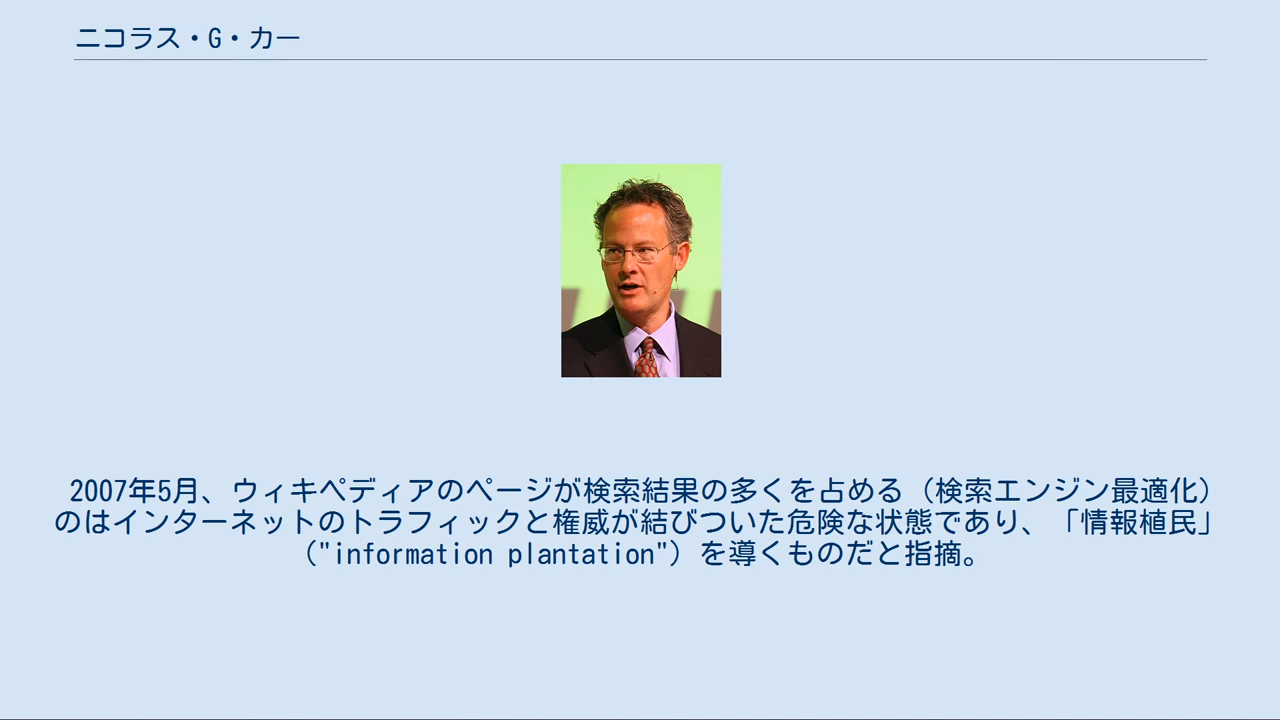 ニコラス・G・カー
2007年5月、ウィキペディアのページが検索結果の多くを占める（検索エンジン最適化）
のはインターネットのトラフィックと権威が結びついた危険な状態であり、「情報植民」
（"information plantation"）を導くものだと指摘。